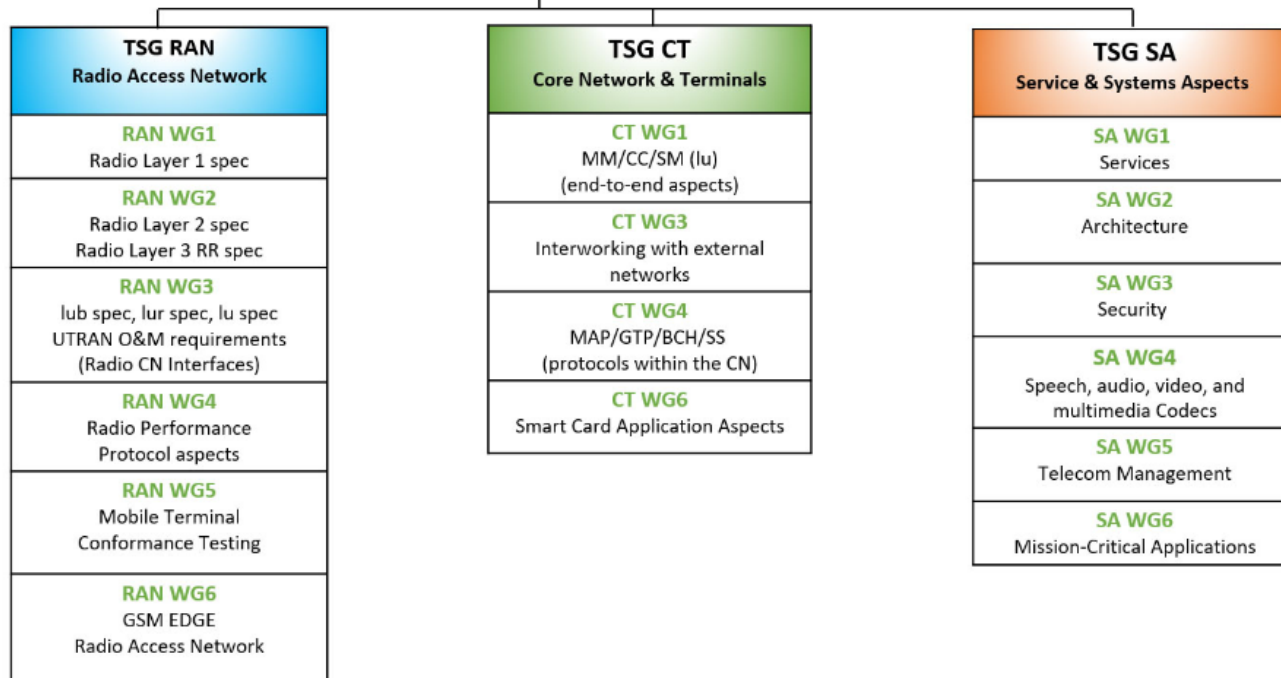 TSG RAN
Radio Access Network
RAN WG1
Radio Layer 1 spec
RAN WG2
Radio Layer 2 spec
Radio Layer 3 RR spec
RAN WG3
lub spec, lur spec, lu spec
UTRAN O&M requirements
(Radio CN Interfaces)
RAN WG4
Radio Performance
Protocol aspects
RAN WG5
Mobile Terminal
Conformance Testing
RAN WG6
GSM EDGE
Radio Access Network
TSG CT
Core Network & Terminals
CT WG1
MM/CC/SM (lu)
(end-to-end aspects)
CT WG3
Interworking with external
networks
CT WG4
MAP/GTP/BCH/SS
(protocols within the CN)
CT WG6
Smart Card Application Aspects
TSG SA
Service & Systems Aspects
SA WG1
Services
SA WG2
Architecture
SA WG3
Security
SA WG4
Speech, audio, video, and
multimedia Codecs
SA WG5
Telecom Management
SA WG6
Mission-Critical Applications